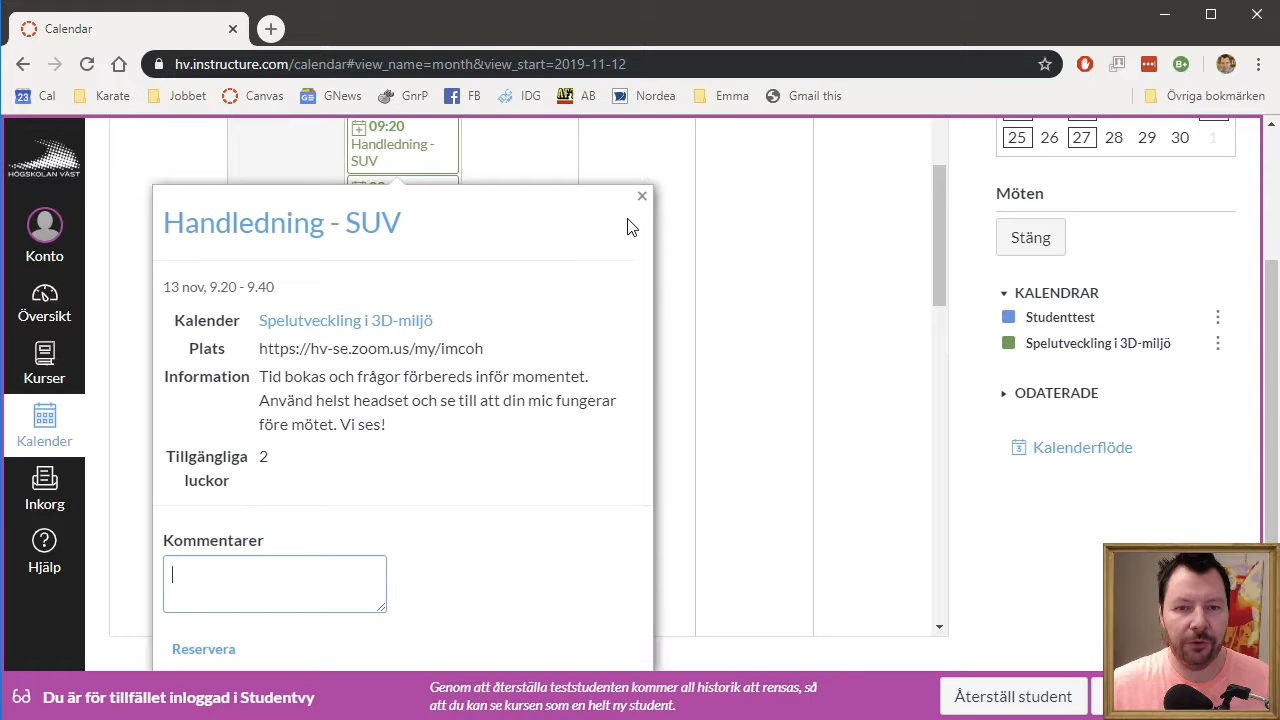 Calendar
hv.instructure.com/calendar#view_name=month&view_start=2019-11-12
23 Cal Karate Jobbet Canvas GNews GnrP FB IDG AB Nordea Emma Gmail this Övriga bokmärken
HÖGSKOLAN VÄST
Konto
Översikt
Kurser
Kalender
Inkorg
Hjälp
09:20
Handledning -
SUV
Handledning - SUV
13 nov, 9.20 - 9.40
Kalender Spelutveckling i 3D-miljö
Plats https://hv-se.zoom.us/my/imcoh
Information Tid bokas och frågor förbereds inför momentet.
Använd helst headset och se till att din mic fungerar
före mötet. Vi ses!
Tillgängliga 2
luckor
Kommentarer
Reservera
25 26 27 28 29 30 1
Möten
Stäng
KALENDRAR
Studenttest
Spelutveckling i 3D-miljö
ODATERADE
Kalenderflöde
Du är för tillfället inloggad i Studentvy
Genom att återställa teststudenten kommer all historik att rensas, så
att du kan se kursen som en helt ny student.
Återställ student